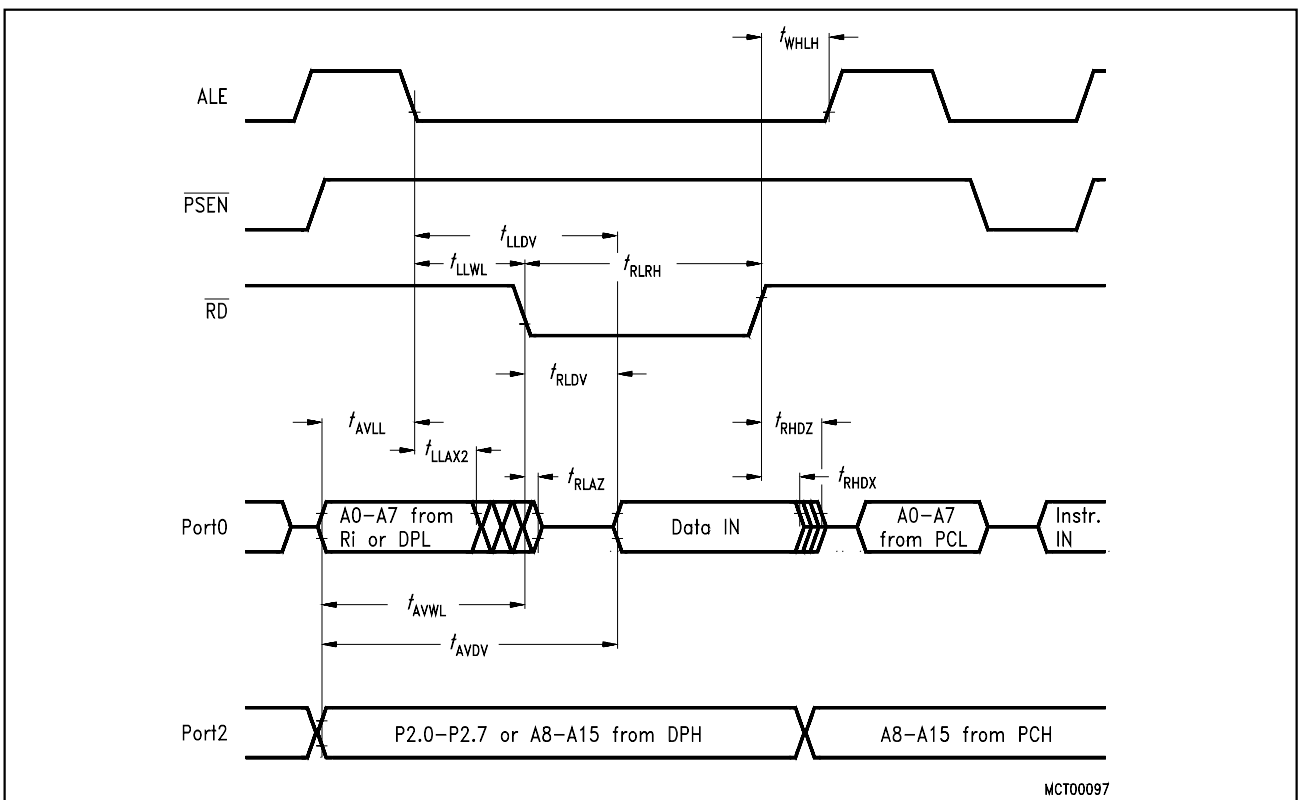 tWHLH
ALE
PSEN
tLLDV
tLLWL
tRLRH
RD
tRLDV
tAVLL
tRHDZ
tLLAX2
tRLAZ
tRHDX
Port0
A0-A7 from
Ri or DPL
Data IN
A0-A7
from PCL
Instr.
IN
tAVWL
tAVDV
Port2
P2.0-P2.7 or A8-A15 from DPH
A8-A15 from PCH
MCT00097